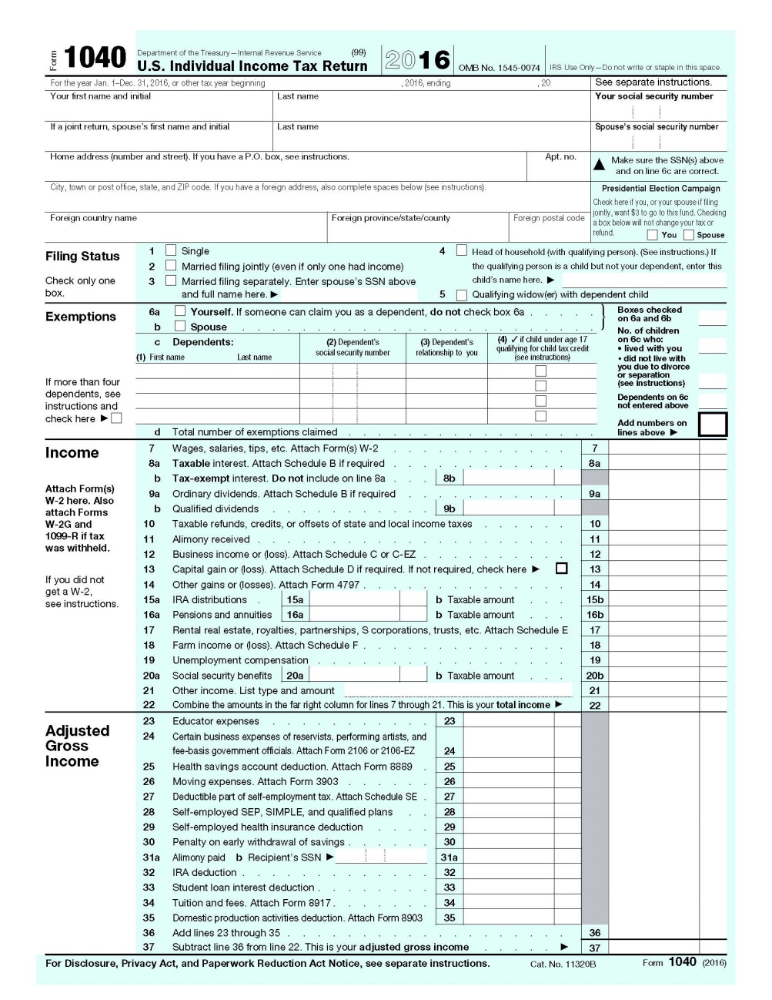 Form 1040 Department of the Treasury—Internal Revenue Service (99)
U.S. Individual Income Tax Return 2016 OMB No. 1545-0074 IRS Use Only—Do not write or staple in this space.
For the year Jan. 1–Dec. 31, 2016, or other tax year beginning , 2016, ending , 20 See separate instructions.
Your first name and initial Last name Your social security number
If a joint return, spouse's first name and initial Last name Spouse's social security number
Home address (number and street). If you have a P.O. box, see instructions. Apt. no.
▲ Make sure the SSN(s) above
and on line 6c are correct.
City, town or post office, state, and ZIP code. If you have a foreign address, also complete spaces below (see instructions).
Foreign country name Foreign province/state/county Foreign postal code
Presidential Election Campaign
Check here if you, or your spouse if filing
jointly, want $3 to go to this fund. Checking
a box below will not change your tax or
refund. You Spouse
Filing Status
Check only one
box.
1 Single
2 Married filing jointly (even if only one had income)
3 Married filing separately. Enter spouse's SSN above
and full name here. ▶
4 Head of household (with qualifying person). (See instructions.) If
the qualifying person is a child but not your dependent, enter this
child's name here. ▶
5 Qualifying widow(er) with dependent child
Exemptions
6a Yourself. If someone can claim you as a dependent, do not check box 6a . . . . .
b Spouse . . . . . . . . . . . . . . . . . . . . . . . .
c Dependents:
(1) First name Last name
(2) Dependent's
social security number
(3) Dependent's
relationship to you
(4) ✓ if child under age 17
qualifying for child tax credit
(see instructions)
If more than four
dependents, see
instructions and
check here ▶
d Total number of exemptions claimed . . . . . . . . . . . . . . . . .
Boxes checked
on 6a and 6b
No. of children
on 6c who:
• lived with you
• did not live with
you due to divorce
or separation
(see instructions)
Dependents on 6c
not entered above
Add numbers on
lines above ▶
Income
Attach Form(s)
W-2 here. Also
attach Forms
W-2G and
1099-R if tax
was withheld.
If you did not
get a W-2,
see instructions.
7 Wages, salaries, tips, etc. Attach Form(s) W-2 . . . . . . . . . . . . 7
8a Taxable interest. Attach Schedule B if required . . . . . . . . . . . . 8a
b Tax-exempt interest. Do not include on line 8a . . . 8b
9a Ordinary dividends. Attach Schedule B if required . . . . . . . . . . . 9a
b Qualified dividends . . . . . . . . . . . 9b
10 Taxable refunds, credits, or offsets of state and local income taxes . . . . . . 10
11 Alimony received . . . . . . . . . . . . . . . . . . . . . 11
12 Business income or (loss). Attach Schedule C or C-EZ . . . . . . . . . . 12
13 Capital gain or (loss). Attach Schedule D if required. If not required, check here ▶ 13
14 Other gains or (losses). Attach Form 4797 . . . . . . . . . . . . . . 14
15a IRA distributions . 15a b Taxable amount . . . 15b
16a Pensions and annuities 16a b Taxable amount . . . 16b
17 Rental real estate, royalties, partnerships, S corporations, trusts, etc. Attach Schedule E 17
18 Farm income or (loss). Attach Schedule F . . . . . . . . . . . . . . 18
19 Unemployment compensation . . . . . . . . . . . . . . . . . 19
20a Social security benefits 20a b Taxable amount . . . 20b
21 Other income. List type and amount 21
22 Combine the amounts in the far right column for lines 7 through 21. This is your total income ▶ 22
Adjusted
Gross
Income
23 Educator expenses . . . . . . . . . . . 23
24 Certain business expenses of reservists, performing artists, and
fee-basis government officials. Attach Form 2106 or 2106-EZ 24
25 Health savings account deduction. Attach Form 8889 . 25
26 Moving expenses. Attach Form 3903 . . . . . . 26
27 Deductible part of self-employment tax. Attach Schedule SE . 27
28 Self-employed SEP, SIMPLE, and qualified plans . . 28
29 Self-employed health insurance deduction . . . . 29
30 Penalty on early withdrawal of savings . . . . . . 30
31a Alimony paid b Recipient's SSN ▶ 31a
32 IRA deduction . . . . . . . . . . . . . 32
33 Student loan interest deduction . . . . . . . . 33
34 Tuition and fees. Attach Form 8917 . . . . . . . 34
35 Domestic production activities deduction. Attach Form 8903 35
36 Add lines 23 through 35 . . . . . . . . . . . . . . . . . . . 36
37 Subtract line 36 from line 22. This is your adjusted gross income . . . . . ▶ 37
For Disclosure, Privacy Act, and Paperwork Reduction Act Notice, see separate instructions. Cat. No. 11320B Form 1040 (2016)